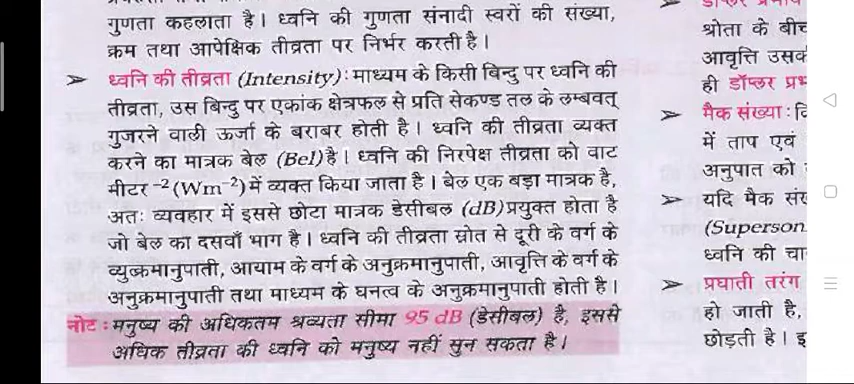 गुणता कहलाता है। ध्वनि की गुणता संनादी स्वरों की संख्या,
क्रम तथा आपेक्षिक तीव्रता पर निर्भर करती है।
➢ ध्वनि की तीव्रता (Intensity): माध्यम के किसी बिन्दु पर ध्वनि की
तीव्रता, उस बिन्दु पर एकांक क्षेत्रफल से प्रति सेकण्ड तल के लम्बवत्
गुजरने वाली ऊर्जा के बराबर होती है। ध्वनि की तीव्रता व्यक्त
करने का मात्रक बेल (Bel) है। ध्वनि की निरपेक्ष तीव्रता को वाट
मीटर⁻² (Wm⁻²) में व्यक्त किया जाता है। बेल एक बड़ा मात्रक है,
अतः व्यवहार में इससे छोटा मात्रक डेसीबल (dB) प्रयुक्त होता है
जो बेल का दसवाँ भाग है। ध्वनि की तीव्रता स्रोत से दूरी के वर्ग के
व्युत्क्रमानुपाती, आयाम के वर्ग के अनुक्रमानुपाती, आवृत्ति के वर्ग के
अनुक्रमानुपाती तथा माध्यम के घनत्व के अनुक्रमानुपाती होती है।
नोट : मनुष्य की अधिकतम श्रव्यता सीमा 95 dB (डेसीबल) है, इससे
अधिक तीव्रता की ध्वनि को मनुष्य नहीं सुन सकता है।
श्रोता के बीच
आवृत्ति
ही डॉप्लर
➢ मैक संख्या :
में ताप एवं
अनुपात को
➢ यदि मैक
(Superson
ध्वनि की
➢ प्रघाती तरंग
हो जाती है,
छोड़ती है।